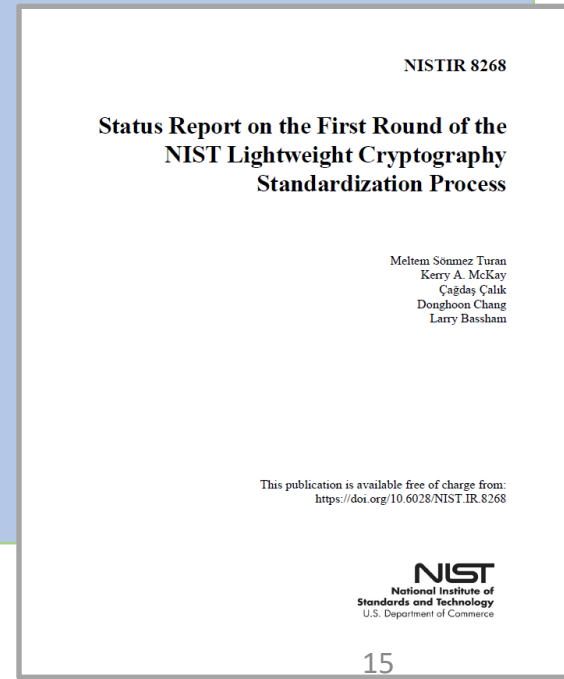 NISTIR 8268
Status Report on the First Round of the
NIST Lightweight Cryptography
Standardization Process
Meltem Sönmez Turan
Kerry A. McKay
Çağdaş Çalık
Donghoon Chang
Larry Bassham
This publication is available free of charge from:
https://doi.org/10.6028/NIST.IR.8268
NIST
National Institute of
Standards and Technology
U.S. Department of Commerce
15